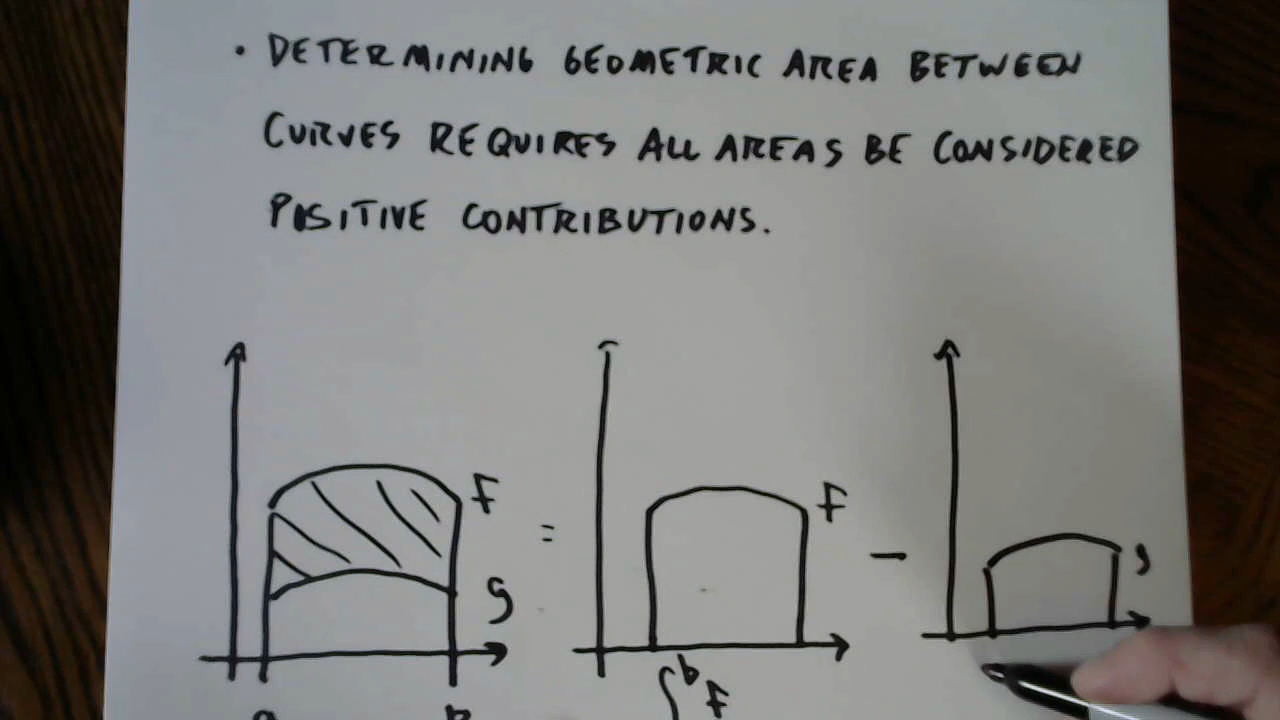 • DETERMINING GEOMETRIC AREA BETWEEN
CURVES REQUIRES ALL AREAS BE CONSIDERED
POSITIVE CONTRIBUTIONS.
F
g
=
F
−
g
∫ b F